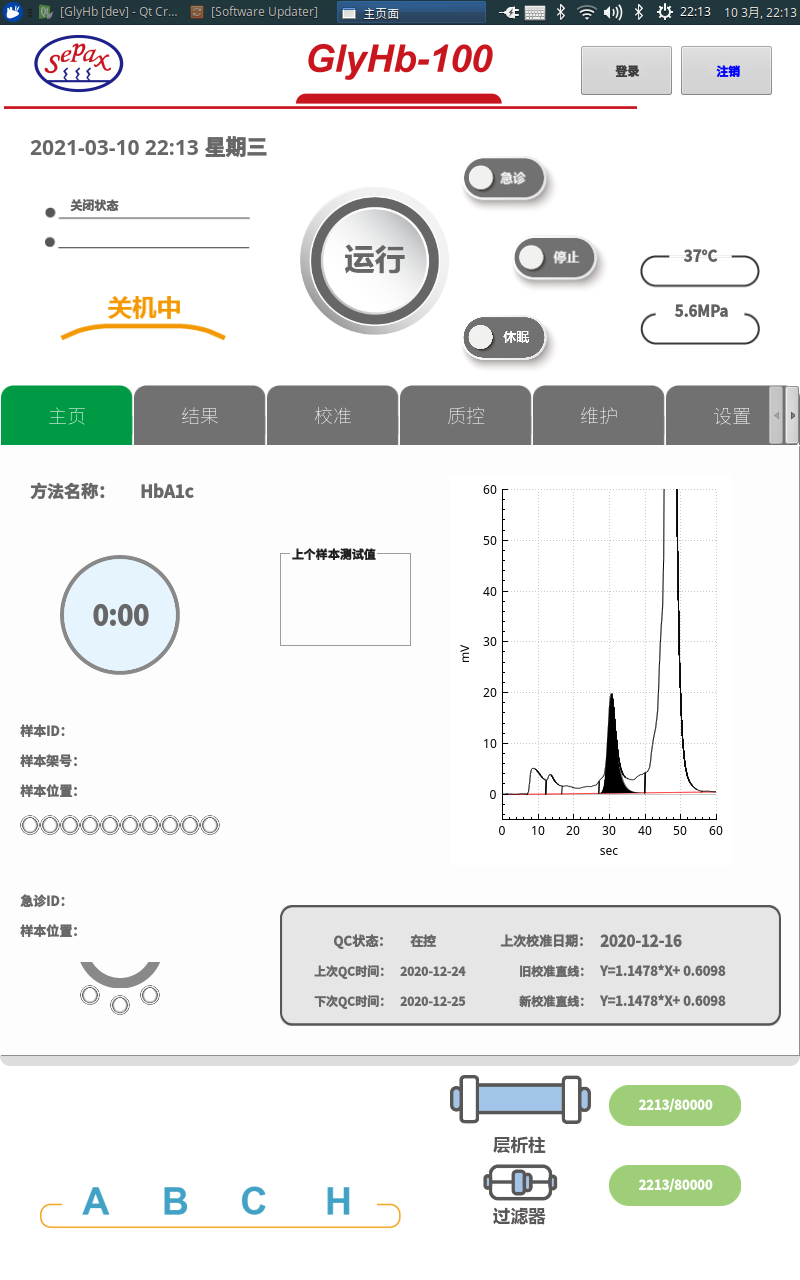 [GlyHb [dev] - Qt Cr... [Software Updater] 主页面 22:13 10 3月, 22:13
sepax
GlyHb-100
登录 注销
2021-03-10 22:13 星期三
急诊
关闭状态
运行
停止
37℃
关机中
5.6MPa
休眠
主页 结果 校准 质控 维护 设置
方法名称: HbA1c
0:00
上个样本测试值
60
50
40
30
20
10
0
mV
0 10 20 30 40 50 60
sec
样本ID:
样本架号:
样本位置:
急诊ID:
样本位置:
QC状态: 在控 上次校准日期: 2020-12-16
上次QC时间: 2020-12-24 旧校准直线: Y=1.1478*X+ 0.6098
下次QC时间: 2020-12-25 新校准直线: Y=1.1478*X+ 0.6098
2213/80000
层析柱
2213/80000
A B C H
过滤器